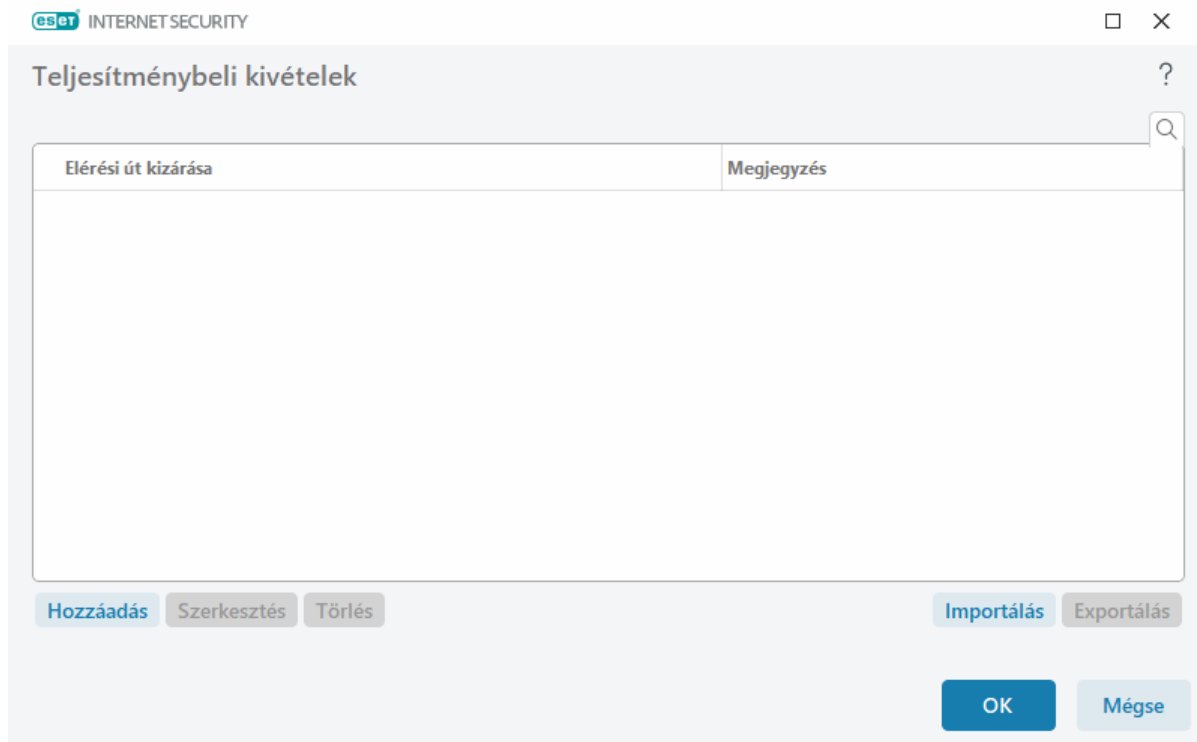 eset INTERNET SECURITY
Teljesítménybeli kivételek
?
Elérési út kizárása Megjegyzés
Hozzáadás Szerkesztés Törlés Importálás Exportálás
OK Mégse